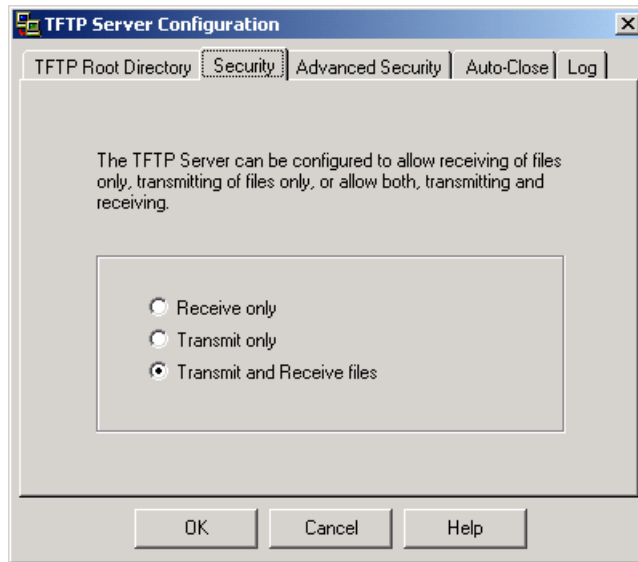 TFTP Server Configuration
TFTP Root Directory Security Advanced Security Auto-Close Log
The TFTP Server can be configured to allow receiving of files
only, transmitting of files only, or allow both, transmitting and
receiving.
Receive only
Transmit only
Transmit and Receive files
OK Cancel Help